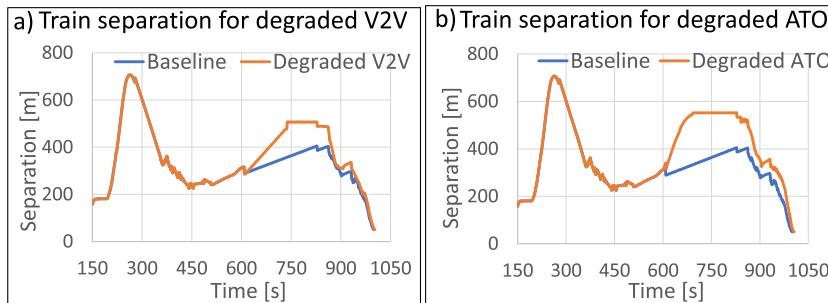 a) Train separation for degraded V2V
Baseline Degraded V2V
Separation [m]
800
600
400
200
0
150 300 450 600 750 900 1050
Time [s]
b) Train separation for degraded ATO
Baseline Degraded ATO
Separation [m]
800
600
400
200
0
150 300 450 600 750 900 1050
Time [s]